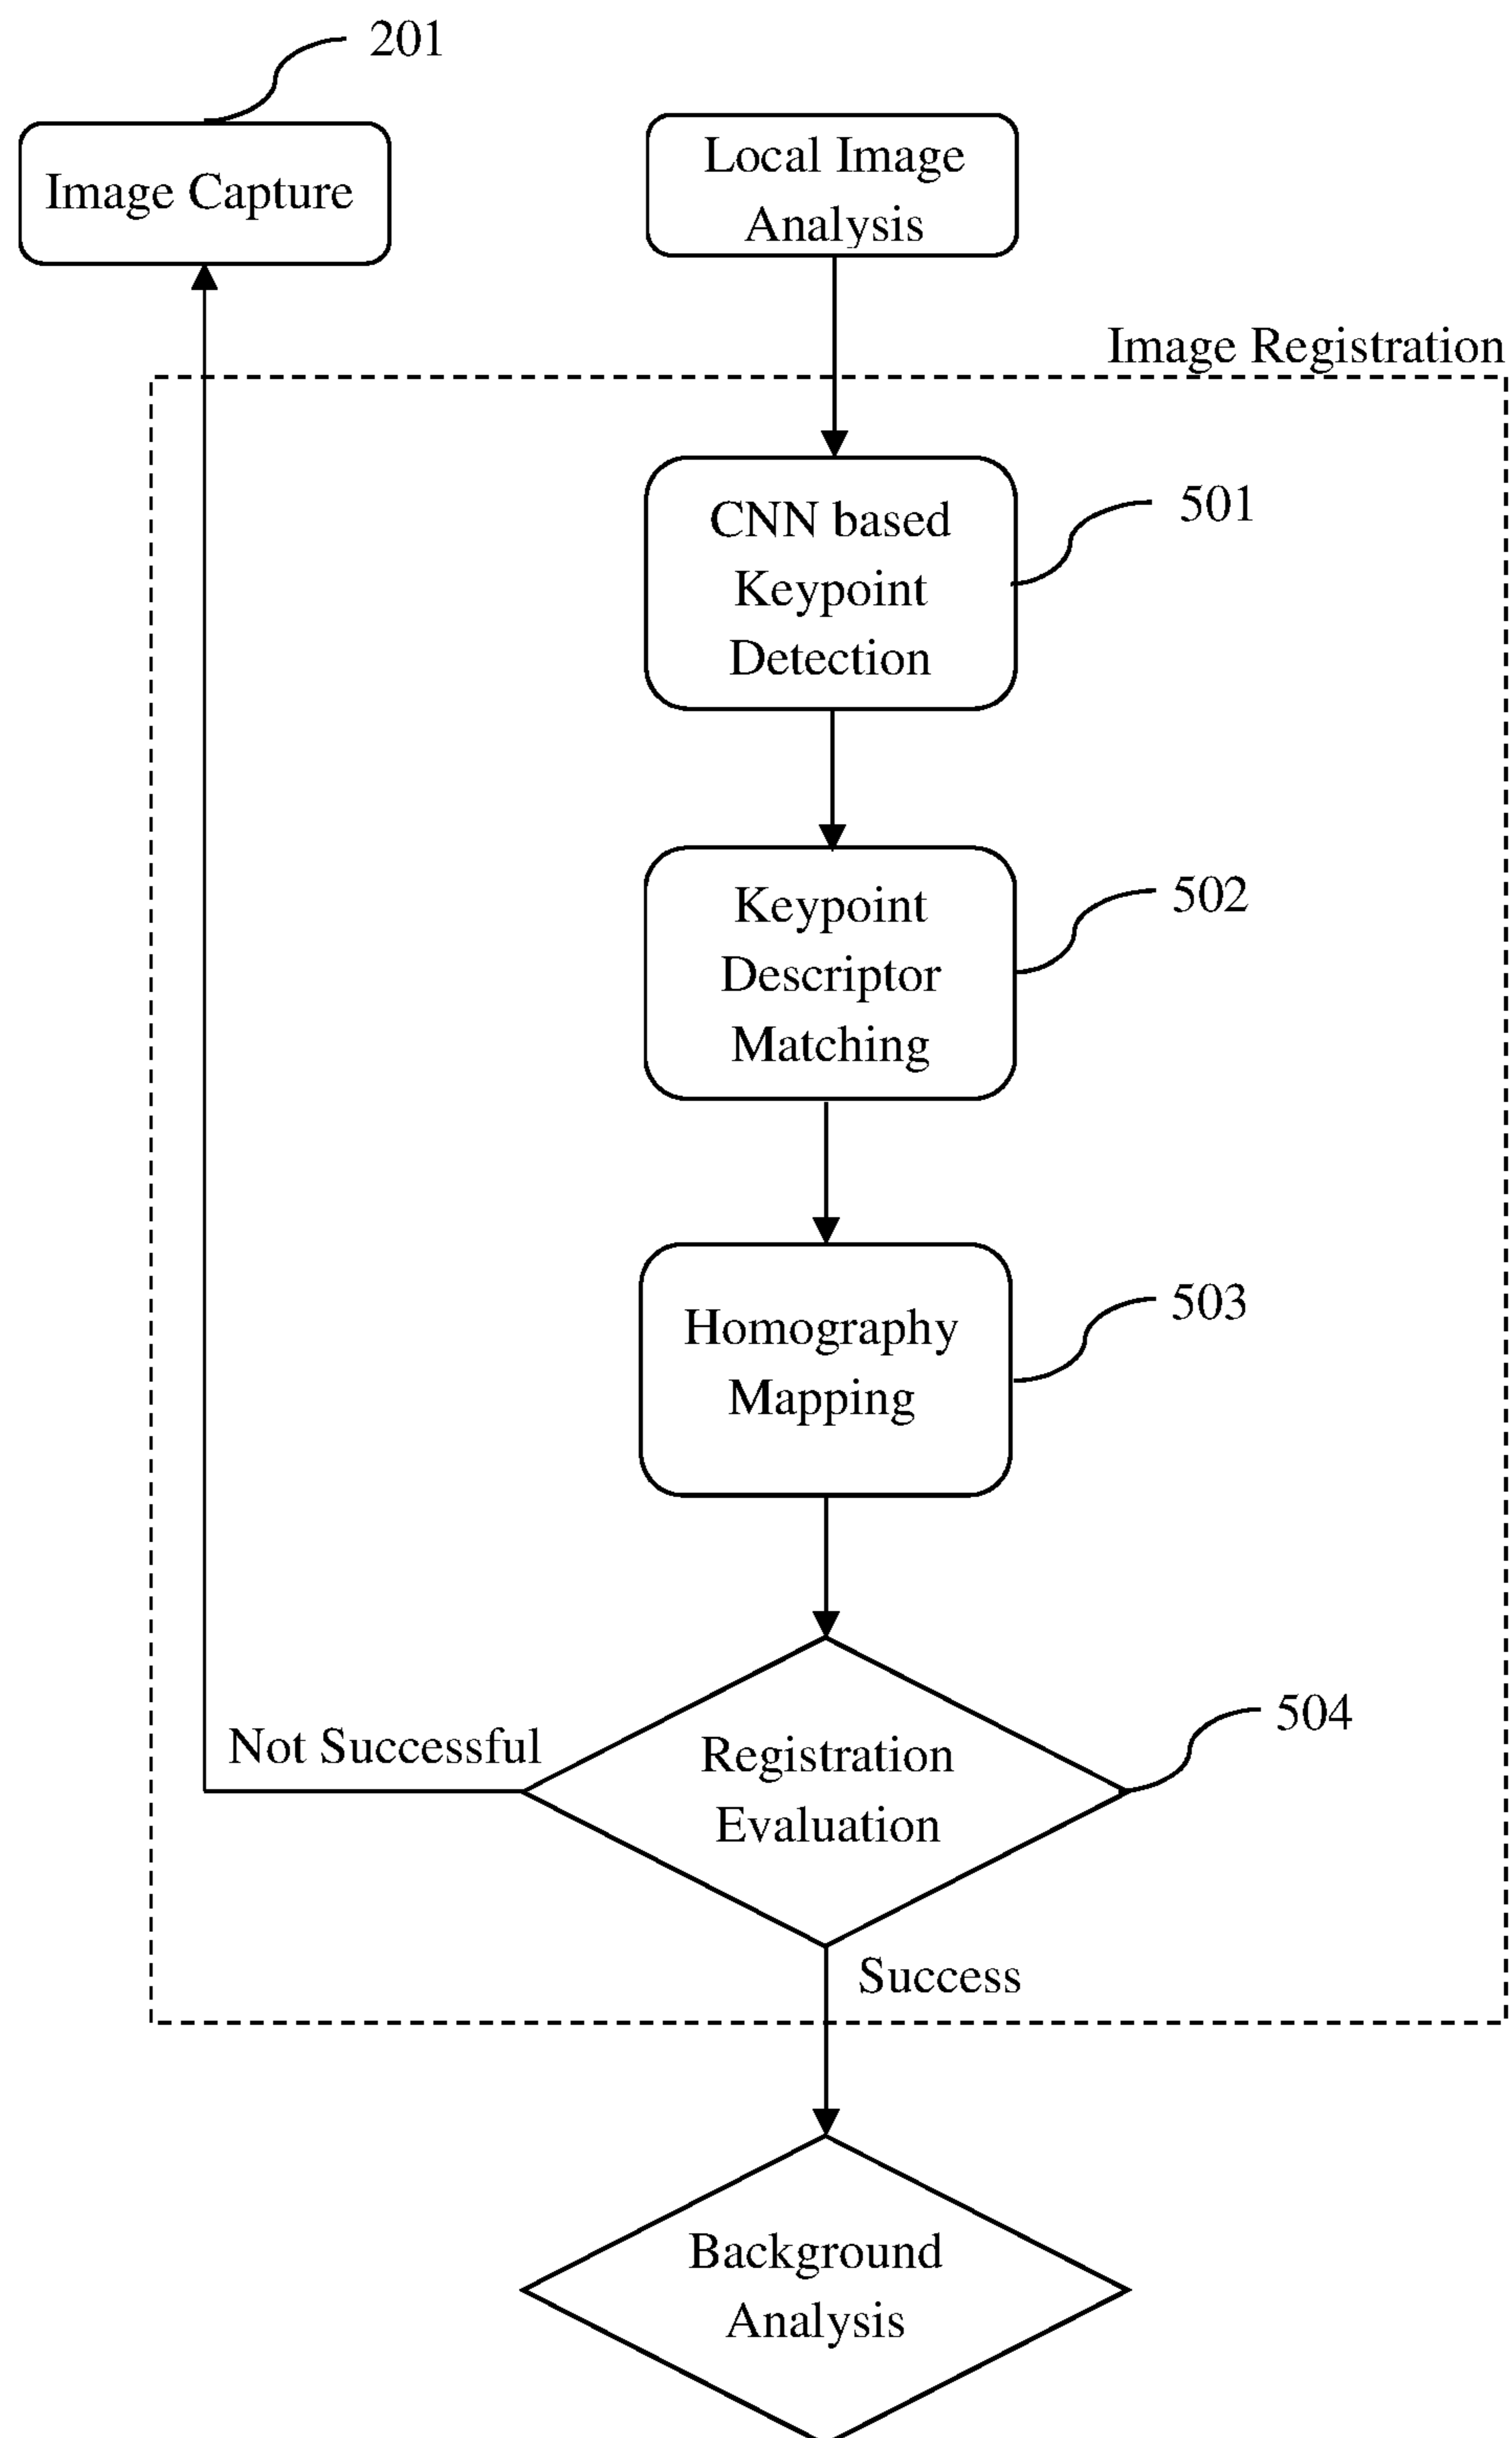 201
Image Capture
Local Image
Analysis
Image Registration
CNN based
Keypoint
Detection
501
Keypoint
Descriptor
Matching
502
Homography
Mapping
503
Registration
Evaluation
504
Not Successful
Success
Background
Analysis